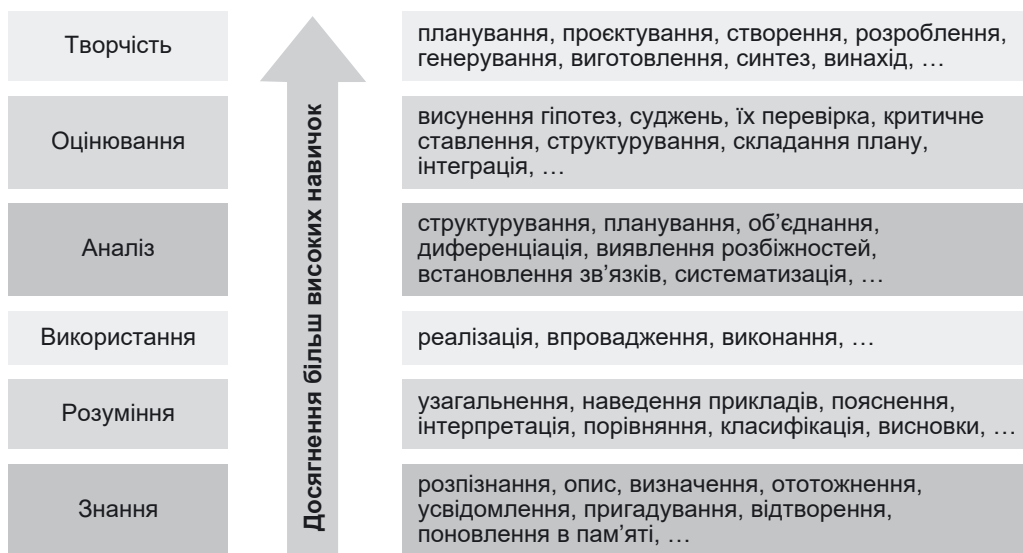 Творчість
планування, проєктування, створення, розроблення,
генерування, виготовлення, синтез, винахід, …
Оцінювання
висунення гіпотез, суджень, їх перевірка, критичне
ставлення, структурування, складання плану,
інтеграція, …
Аналіз
структурування, планування, об’єднання,
диференціація, виявлення розбіжностей,
встановлення зв’язків, систематизація, …
Використання
реалізація, впровадження, виконання, …
Розуміння
узагальнення, наведення прикладів, пояснення,
інтерпретація, порівняння, класифікація, висновки, …
Знання
розпізнання, опис, визначення, ототожнення,
усвідомлення, пригадування, відтворення,
поновлення в пам’яті, …
Досягнення більш високих навичок